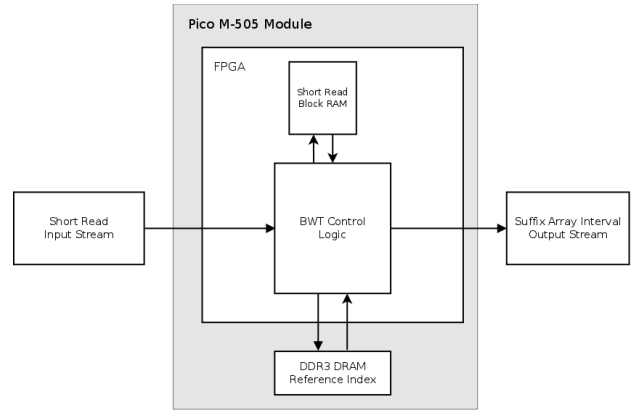 Pico M-505 Module
FPGA
Short Read
Block RAM
Short Read
Input Stream
BWT Control
Logic
Suffix Array Interval
Output Stream
DDR3 DRAM
Reference Index